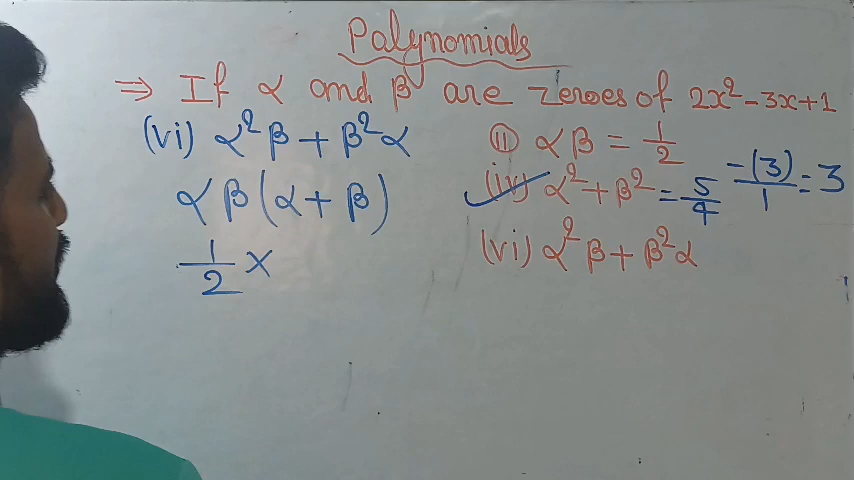 Polynomials
⇒ If α and β are zeroes of 2x² - 3x + 1
(vi) α²β + β²α
αβ(α + β)
1/2 ×
(ii) αβ = 1/2
(iv) α² + β² = 5/4
-(3)/1 = 3
(vi) α²β + β²α